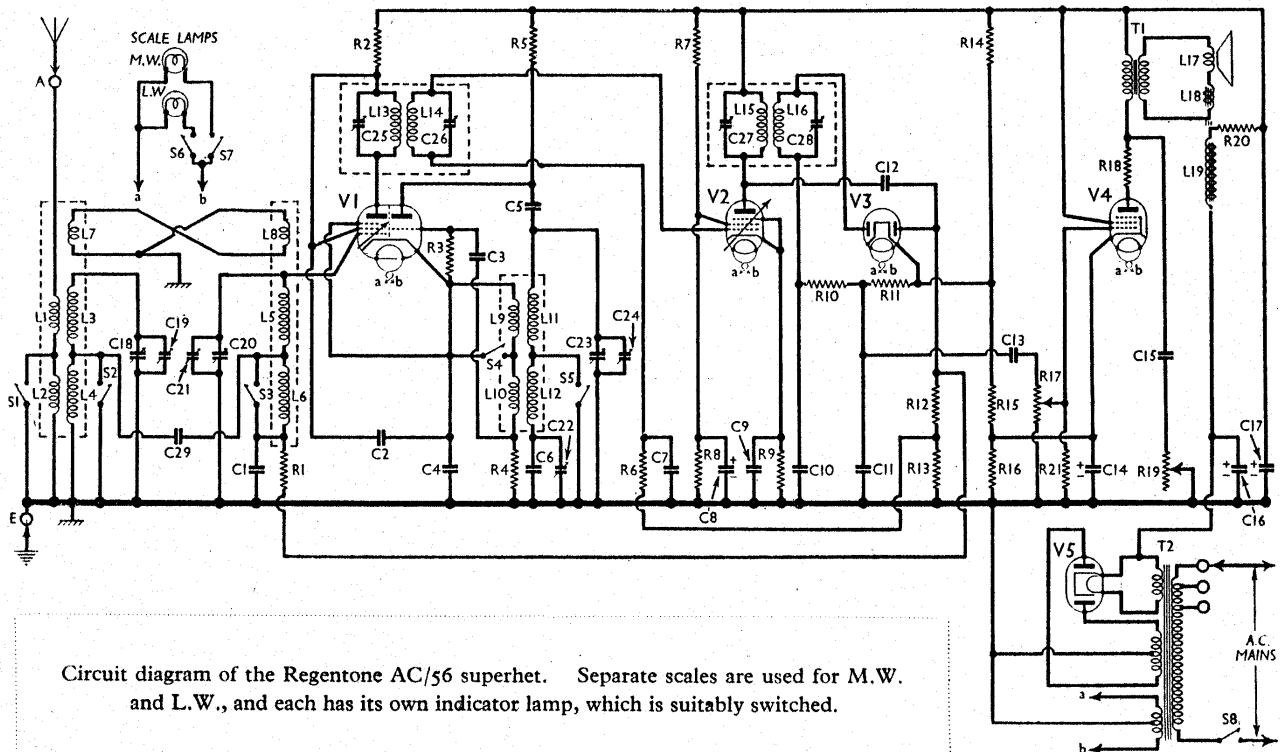 SCALE LAMPS
M.W.
L.W
A
S6
S7
a
b
R2
R5
R7
R14
T1
L17
L18
R20
L13
L14
C25
C26
L15
L16
C27
C28
C12
R18
L19
V1
V2
V3
V4
C5
L7
L8
R3
C3
a b
a b
a b
a b
R10
R11
L1
L3
C18
C19
C20
C21
L5
L9
L11
C23
C24
C13
R17
C15
S1
L2
L4
S2
S3
L6
S4
L10
L12
S5
R12
R15
C29
C1
R1
C2
C4
R4
C6
C22
R6
C7
R8
C8
C9
R9
C10
C11
R13
R16
R21
C14
R19
C17
C16
E
V5
T2
A.C.
MAINS
a
b
S8
Circuit diagram of the Regentone AC/56 superhet. Separate scales are used for M.W.
and L.W., and each has its own indicator lamp, which is suitably switched.